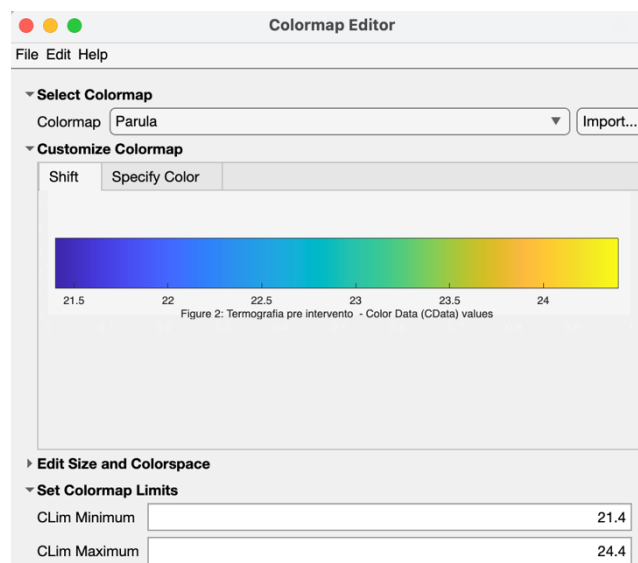 Colormap Editor
File Edit Help
Select Colormap
Colormap Parula Import...
Customize Colormap
Shift Specify Color
21.5 22 22.5 23 23.5 24
Figure 2: Termografia pre intervento - Color Data (CData) values
Edit Size and Colorspace
Set Colormap Limits
CLim Minimum 21.4
CLim Maximum 24.4